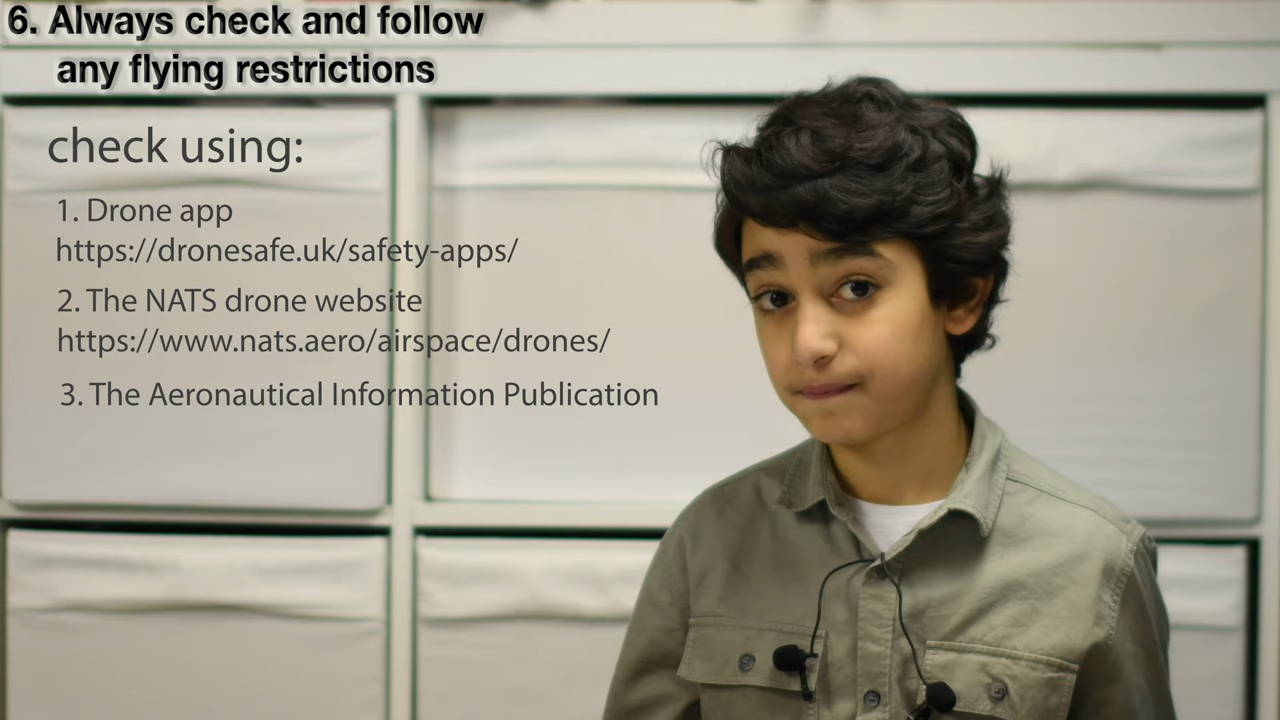 6. Always check and follow
any flying restrictions
check using:
1. Drone app
https://dronesafe.uk/safety-apps/
2. The NATS drone website
https://www.nats.aero/airspace/drones/
3. The Aeronautical Information Publication